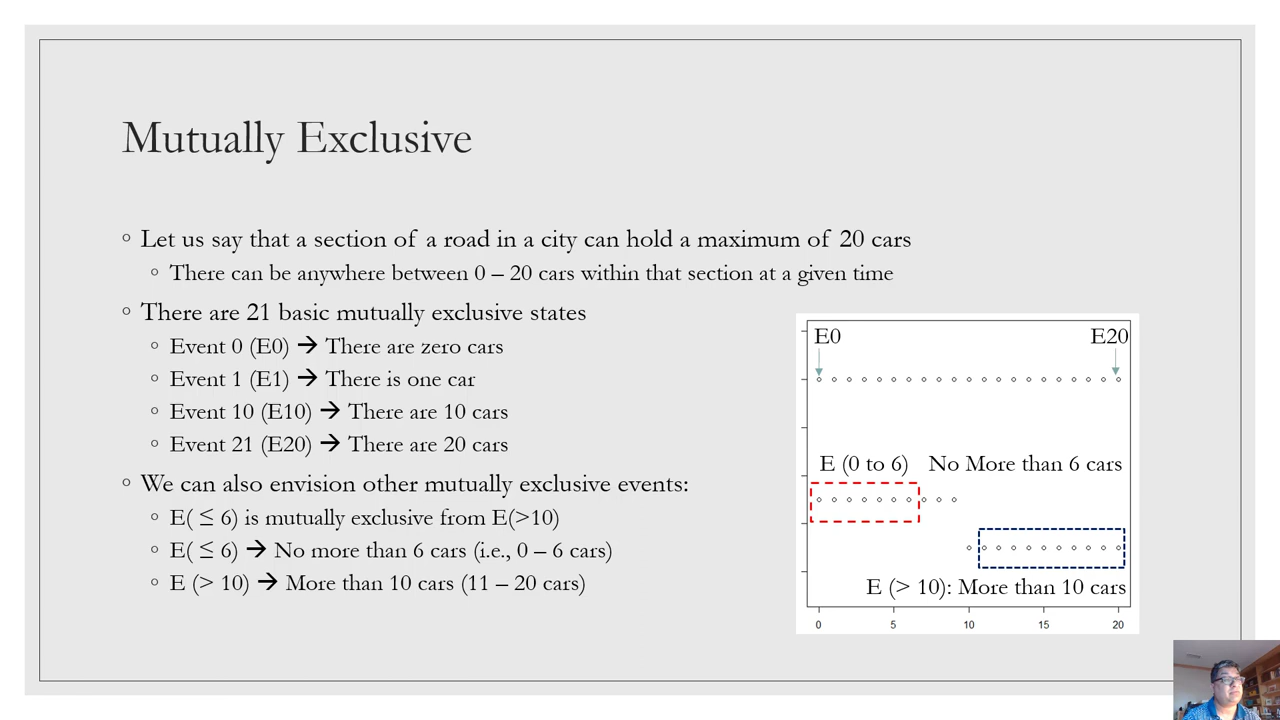 Mutually Exclusive
◦ Let us say that a section of a road in a city can hold a maximum of 20 cars
◦ There can be anywhere between 0 – 20 cars within that section at a given time
◦ There are 21 basic mutually exclusive states
◦ Event 0 (E0) → There are zero cars
◦ Event 1 (E1) → There is one car
◦ Event 10 (E10) → There are 10 cars
◦ Event 21 (E20) → There are 20 cars
◦ We can also envision other mutually exclusive events:
◦ E( ≤ 6) is mutually exclusive from E(>10)
◦ E( ≤ 6) → No more than 6 cars (i.e., 0 – 6 cars)
◦ E (> 10) → More than 10 cars (11 – 20 cars)
E0 E20
E (0 to 6) No More than 6 cars
E (> 10): More than 10 cars
0 5 10 15 20